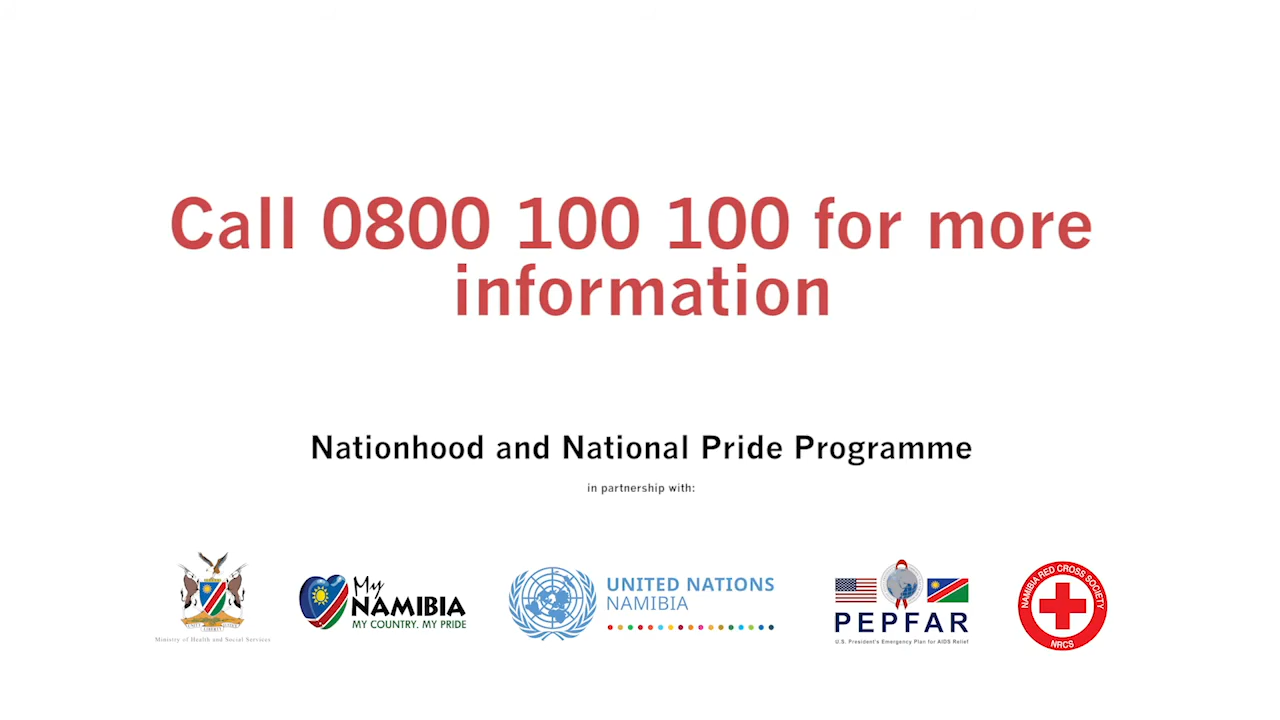 Call 0800 100 100 for more
information
Nationhood and National Pride Programme
in partnership with:
Ministry of Health and Social Services
My
NAMIBIA
MY COUNTRY. MY PRIDE
UNITED NATIONS
NAMIBIA
PEPFAR
U.S. President's Emergency Plan for AIDS Relief
NAMIBIA RED CROSS SOCIETY
NRCS